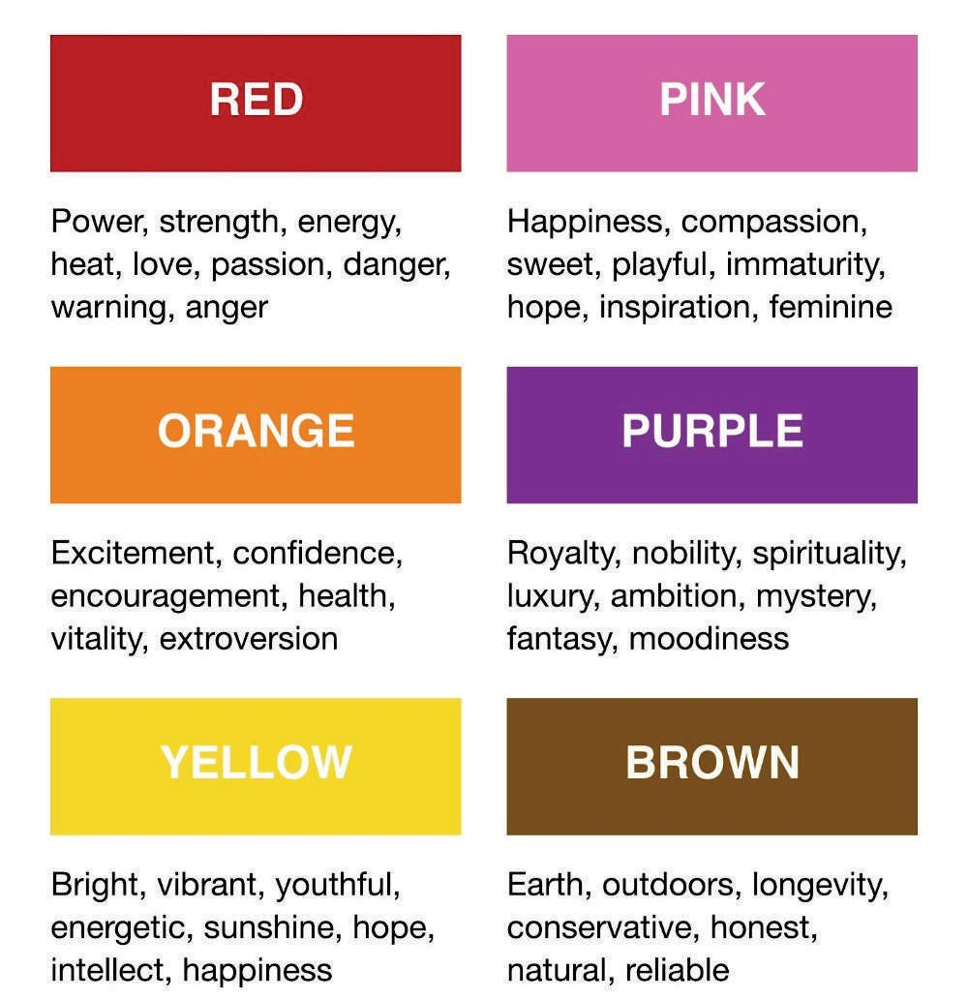 RED
Power, strength, energy,
heat, love, passion, danger,
warning, anger
PINK
Happiness, compassion,
sweet, playful, immaturity,
hope, inspiration, feminine
ORANGE
Excitement, confidence,
encouragement, health,
vitality, extroversion
PURPLE
Royalty, nobility, spirituality,
luxury, ambition, mystery,
fantasy, moodiness
YELLOW
Bright, vibrant, youthful,
energetic, sunshine, hope,
intellect, happiness
BROWN
Earth, outdoors, longevity,
conservative, honest,
natural, reliable